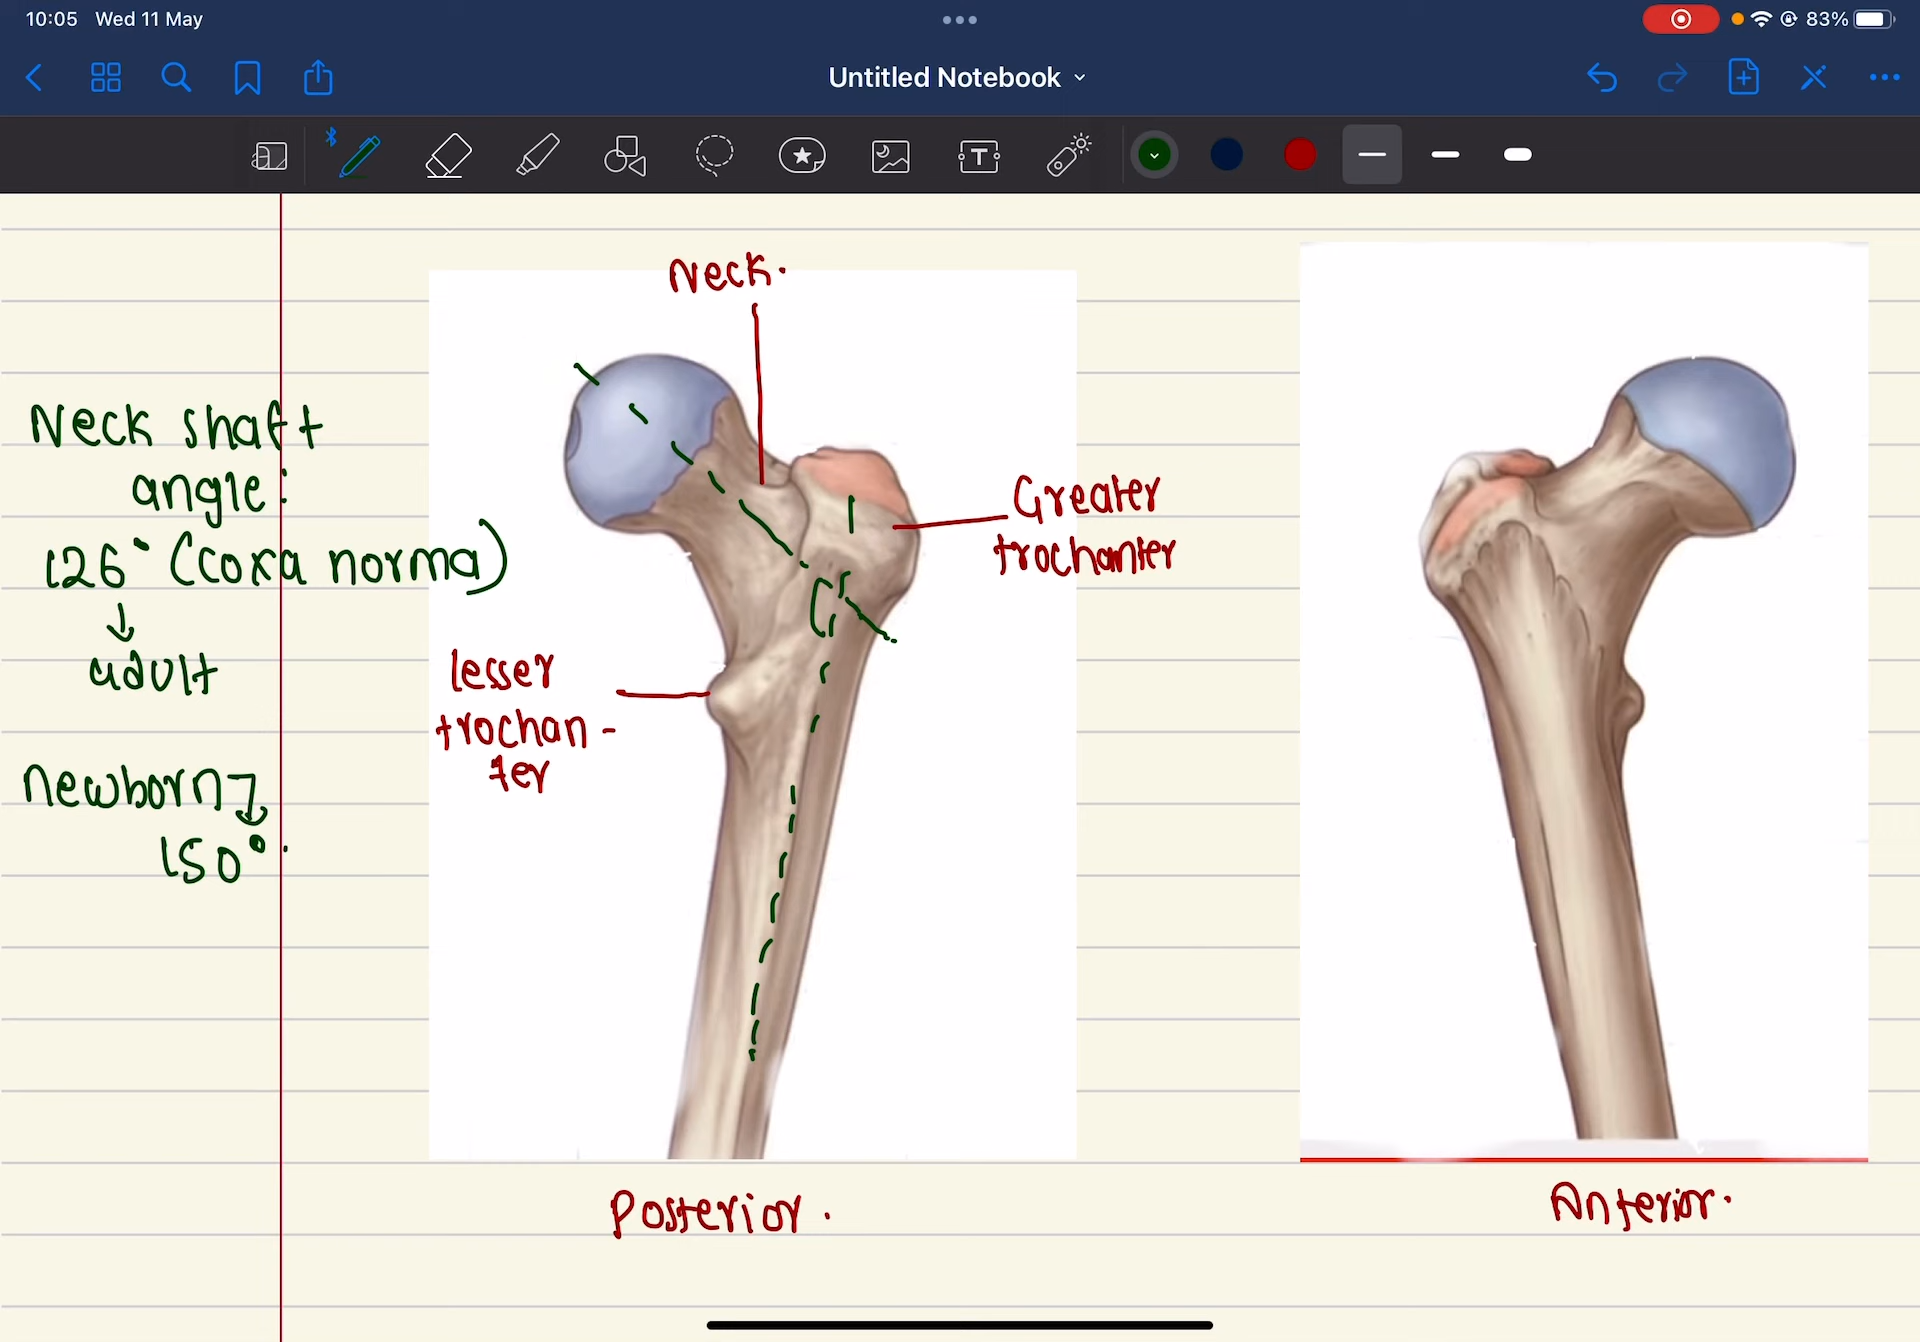 10:05 Wed 11 May
83%
Untitled Notebook
T
Neck.
Neck shaft
angle:
126° (coxa norma)
↓
adult
newborn
150°.
Greater
trochanter
lesser
trochan-
ter
Posterior.
Anterior.